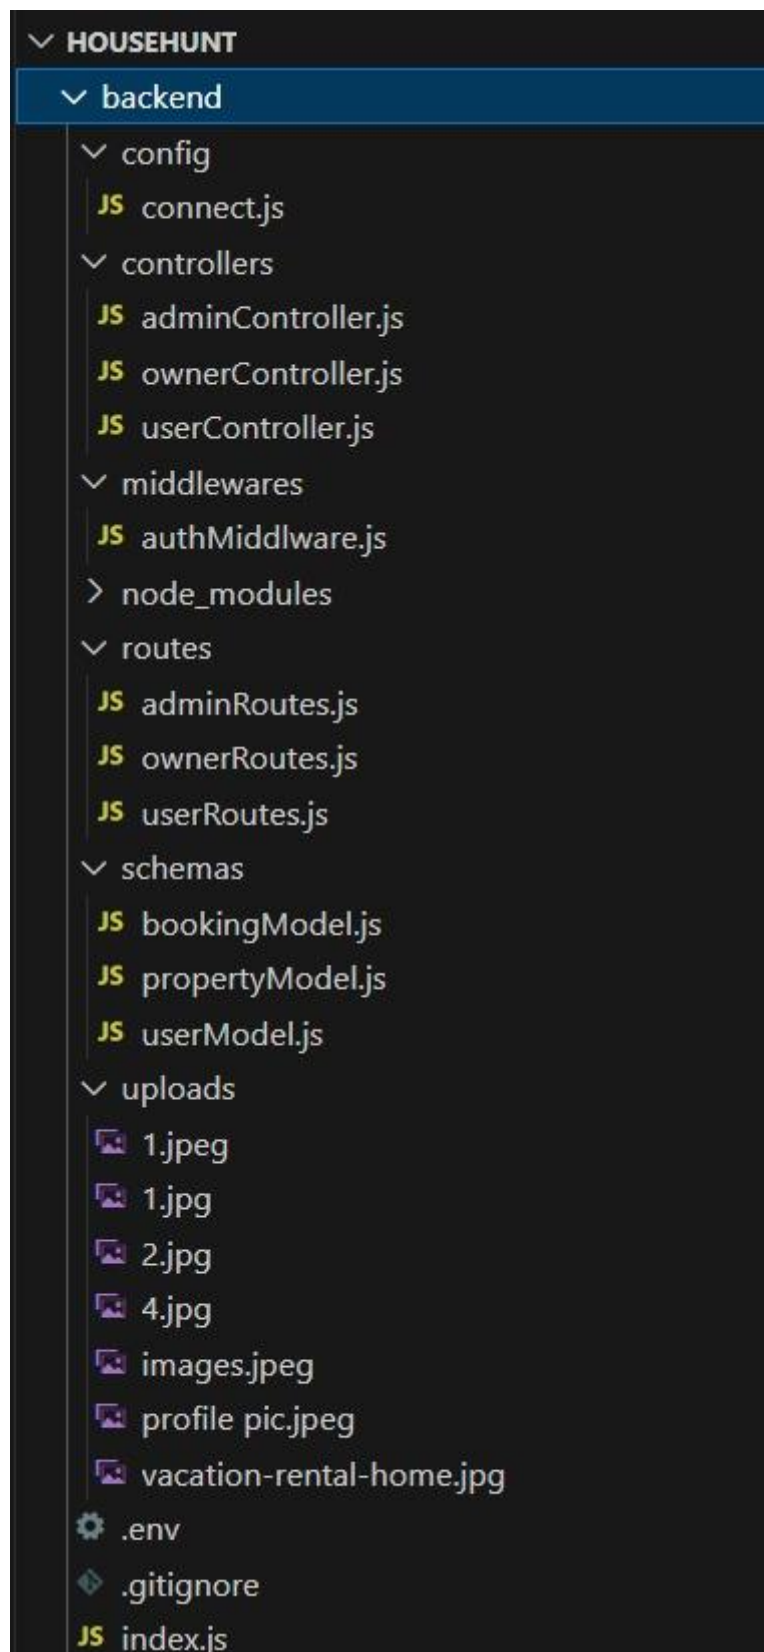 HOUSEHUNT
backend
config
JS connect.js
controllers
JS adminController.js
JS ownerController.js
JS userController.js
middlewares
JS authMiddlware.js
node_modules
routes
JS adminRoutes.js
JS ownerRoutes.js
JS userRoutes.js
schemas
JS bookingModel.js
JS propertyModel.js
JS userModel.js
uploads
1.jpeg
1.jpg
2.jpg
4.jpg
images.jpeg
profile pic.jpeg
vacation-rental-home.jpg
.env
.gitignore
JS index.js